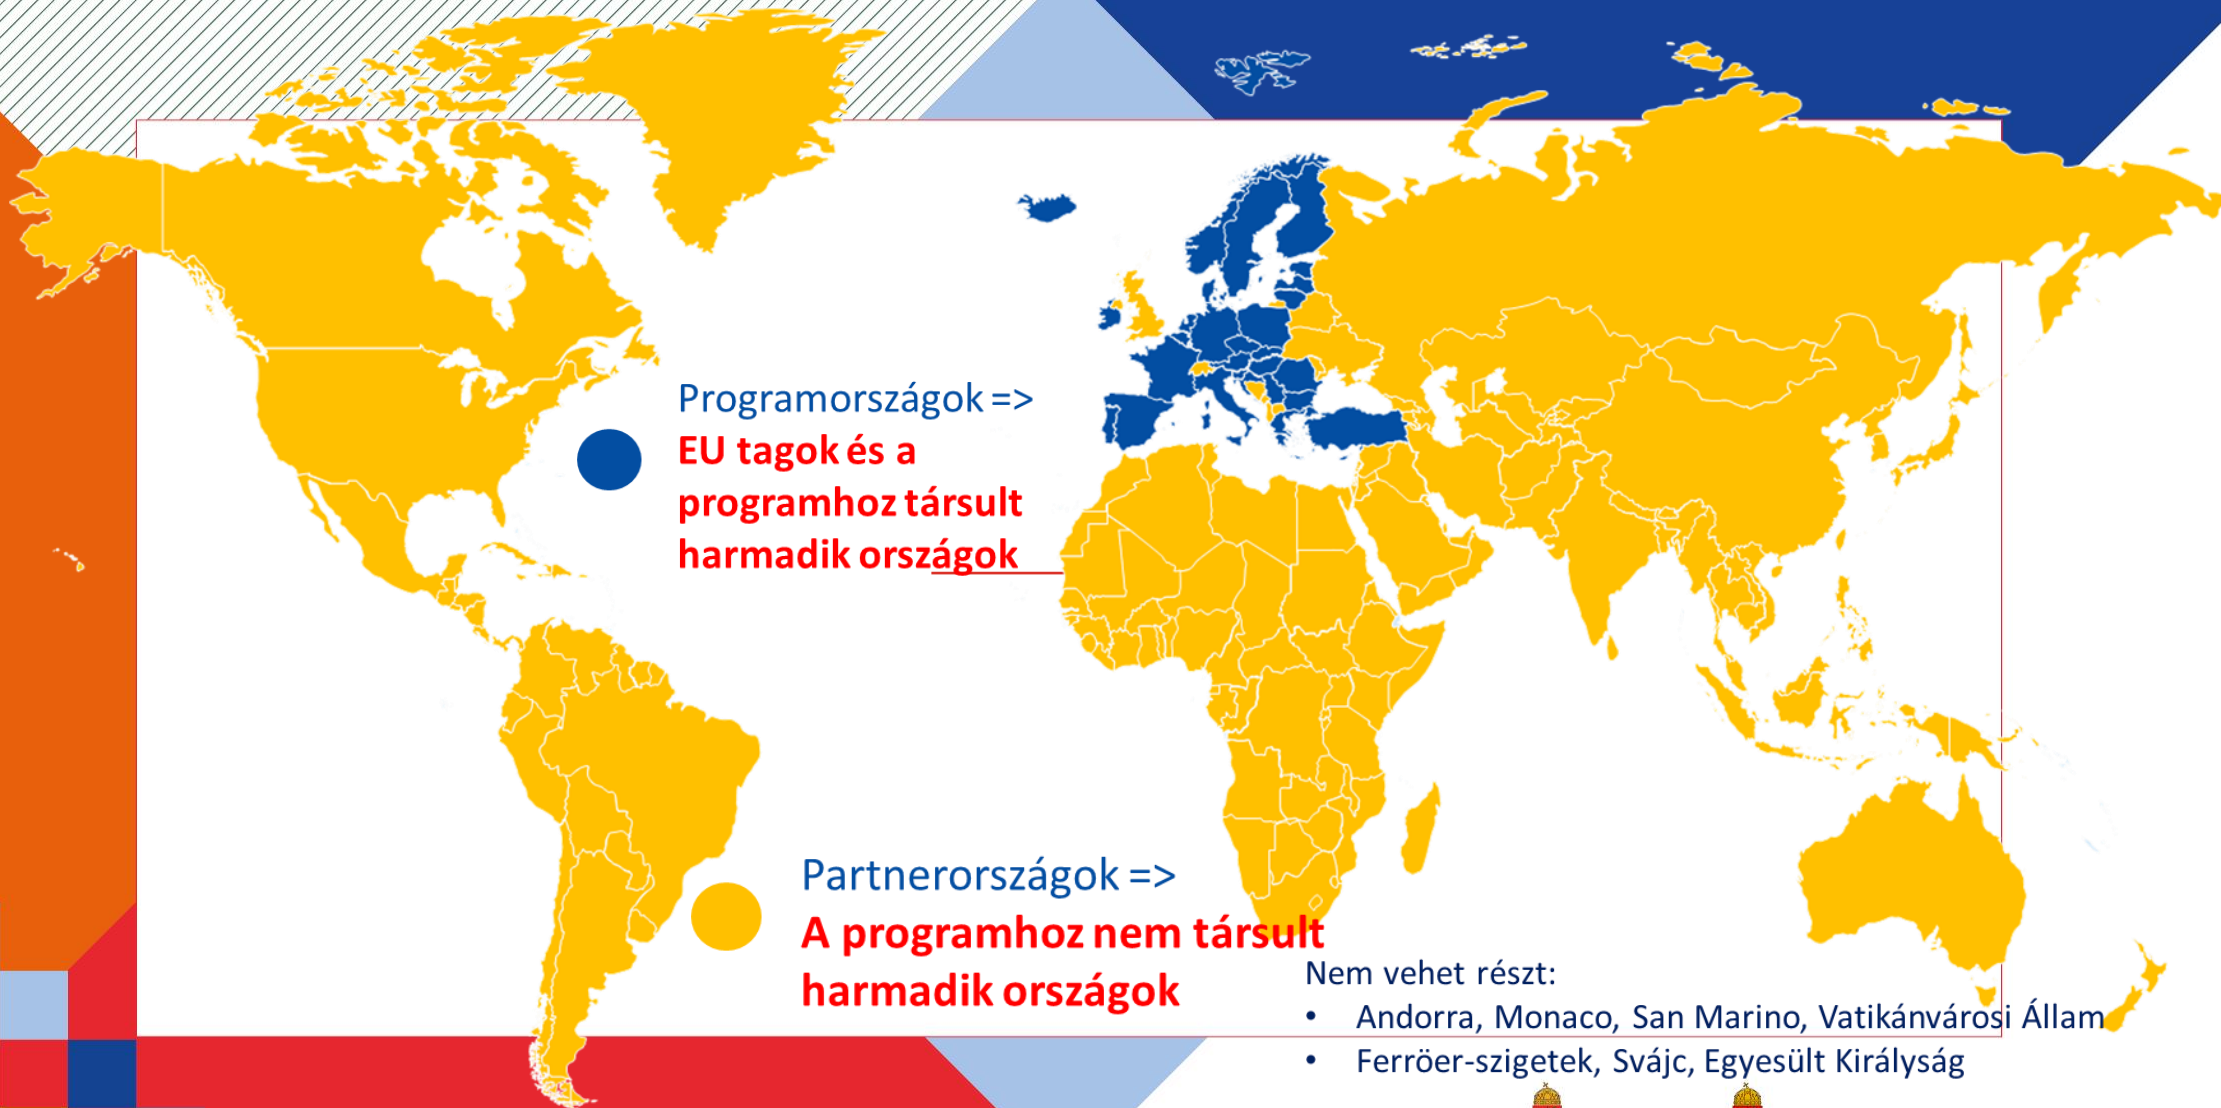 Programországok =>
EU tagok és a
programhoz társult
harmadik országok
Partnerországok =>
A programhoz nem társult
harmadik országok
Nem vehet részt:
• Andorra, Monaco, San Marino, Vatikánvárosi Állam
• Ferröer-szigetek, Svájc, Egyesült Királyság